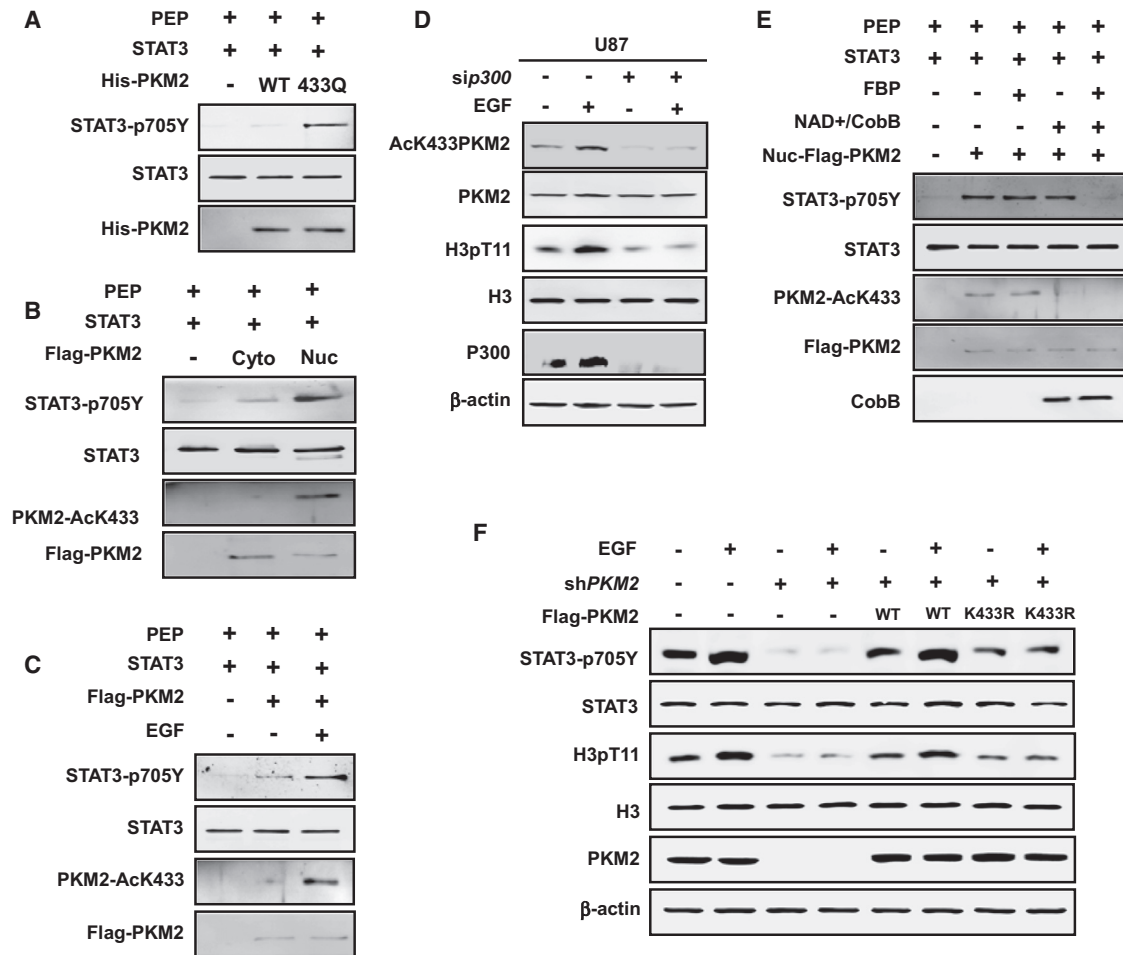 A
PEP + + +
STAT3 + + +
His-PKM2 - WT 433Q
STAT3-p705Y
STAT3
His-PKM2
B
PEP + + +
STAT3 + + +
Flag-PKM2 - Cyto Nuc
STAT3-p705Y
STAT3
PKM2-AcK433
Flag-PKM2
C
PEP + + +
STAT3 + + +
Flag-PKM2 - + +
EGF - - +
STAT3-p705Y
STAT3
PKM2-AcK433
Flag-PKM2
D
U87
sip300 - - + +
EGF - + - +
AcK433PKM2
PKM2
H3pT11
H3
P300
β-actin
E
PEP + + + + +
STAT3 + + + + +
FBP - - + - +
NAD+/CobB - - - + +
Nuc-Flag-PKM2 - + + + +
STAT3-p705Y
STAT3
PKM2-AcK433
Flag-PKM2
CobB
F
EGF - + - + - + - +
shPKM2 - - + + + + + +
Flag-PKM2 - - - - WT WT K433R K433R
STAT3-p705Y
STAT3
H3pT11
H3
PKM2
β-actin